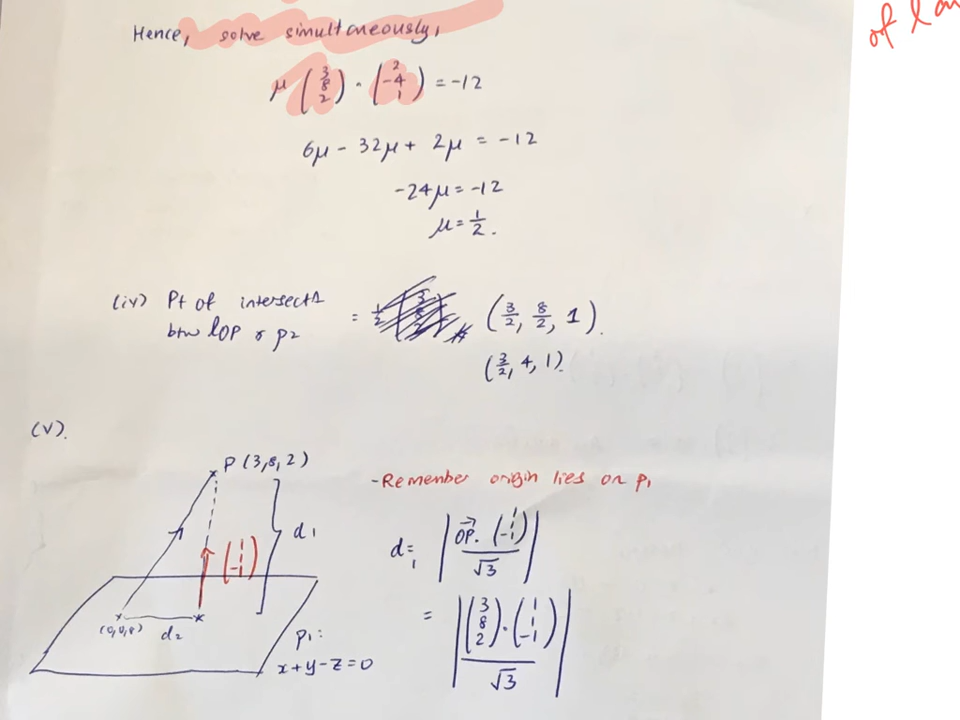 of
Hence, solve simultaneously,
μ (3 8 2) · (2 -4 1) = -12
6μ - 32μ + 2μ = -12
-24μ = -12
μ = 1/2.
(iv) Pt of intersectn = (3/2, 8/2, 1).
btw lOP & p2
(3/2, 4, 1).
(v).
P (3,8,2)
-Remember origin lies on p1
d1
d1 = |OP→ · (1 1 -1) / √3|
(1 1 -1)
= |(3 8 2) · (1 1 -1) / √3|
d2
p1:
x+y-z=0